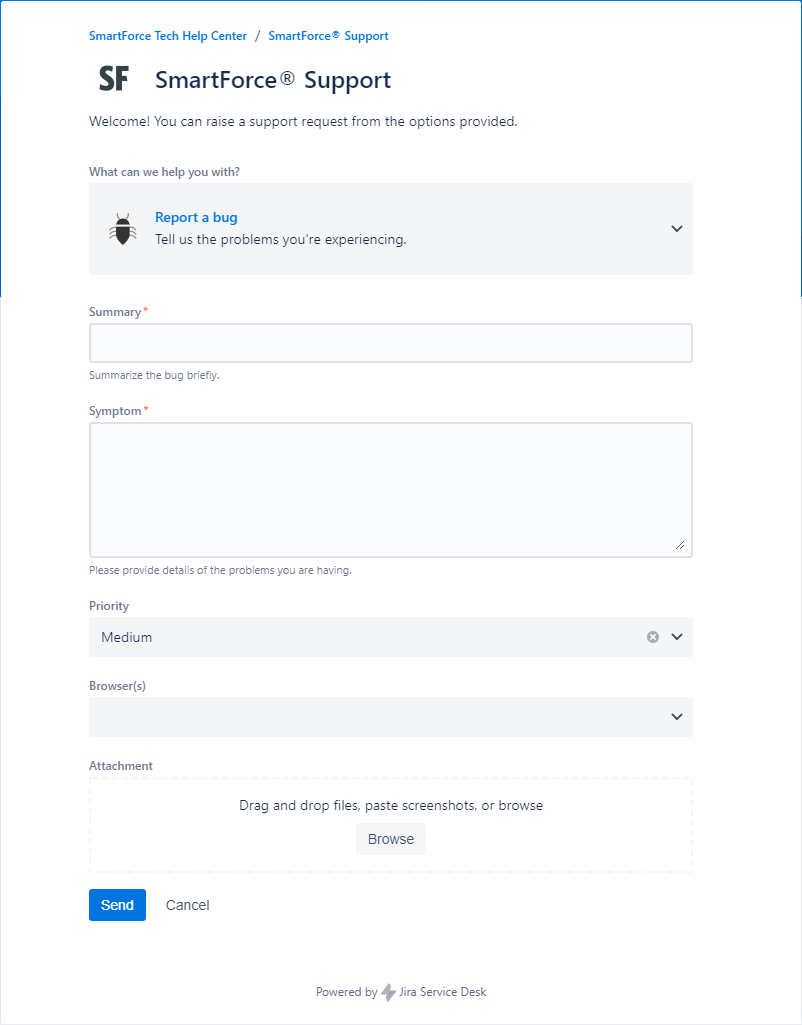 SmartForce Tech Help Center / SmartForce® Support
SF SmartForce® Support
Welcome! You can raise a support request from the options provided.
What can we help you with?
Report a bug
Tell us the problems you're experiencing.
Summary*
Summarize the bug briefly.
Symptom*
Please provide details of the problems you are having.
Priority
Medium
Browser(s)
Attachment
Drag and drop files, paste screenshots, or browse
Browse
Send Cancel
Powered by Jira Service Desk